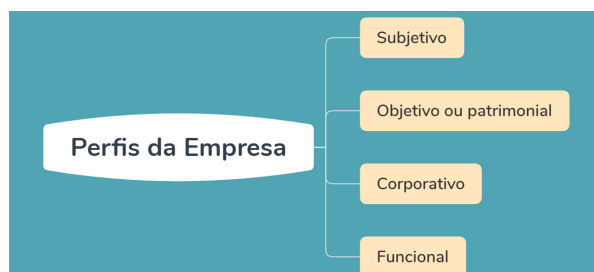 Perfis da Empresa
Subjetivo
Objetivo ou patrimonial
Corporativo
Funcional